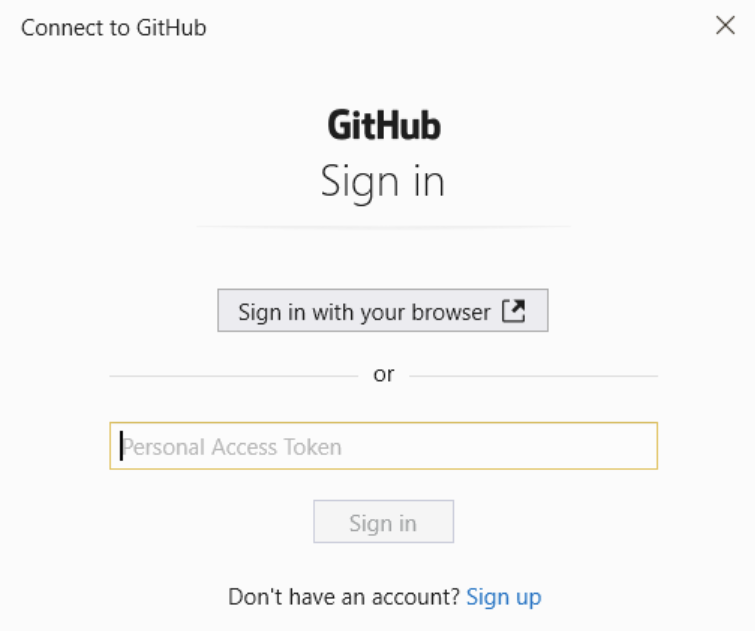 Connect to GitHub
GitHub
Sign in
Sign in with your browser
or
Personal Access Token
Sign in
Don't have an account? Sign up